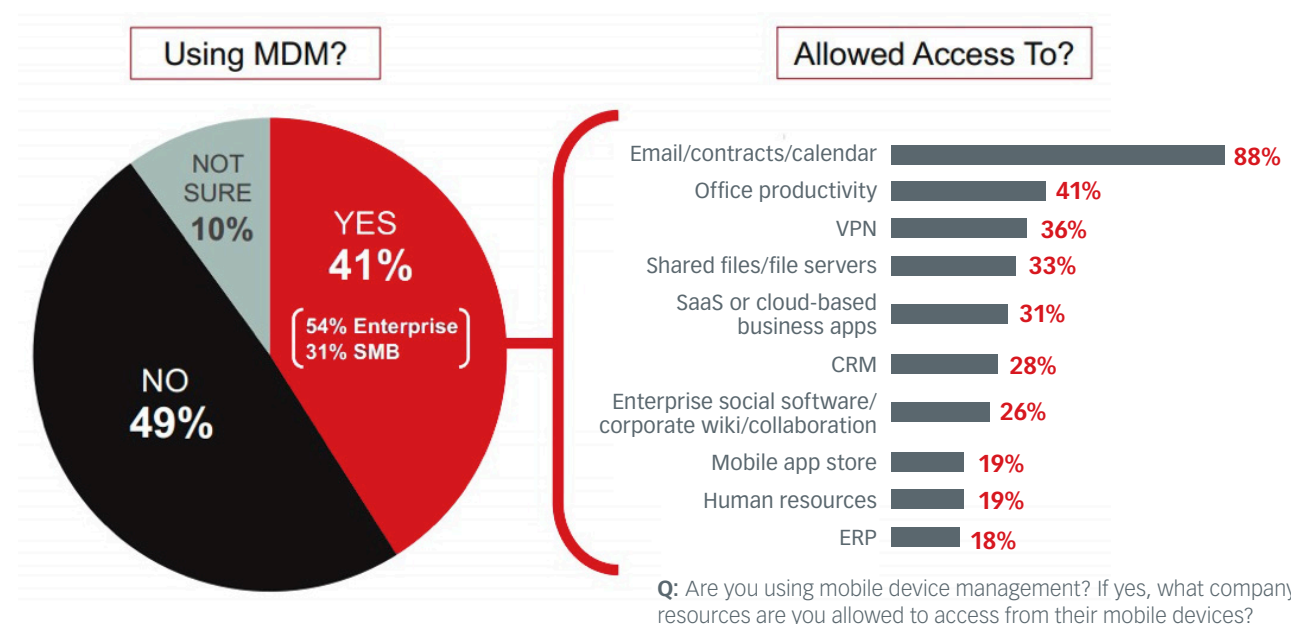 Using MDM?
NOT
SURE
10%
YES
41%
54% Enterprise
31% SMB
NO
49%
Allowed Access To?
Email/contracts/calendar 88%
Office productivity 41%
VPN 36%
Shared files/file servers 33%
SaaS or cloud-based
business apps 31%
CRM 28%
Enterprise social software/
corporate wiki/collaboration 26%
Mobile app store 19%
Human resources 19%
ERP 18%
Q: Are you using mobile device management? If yes, what company
resources are you allowed to access from their mobile devices?